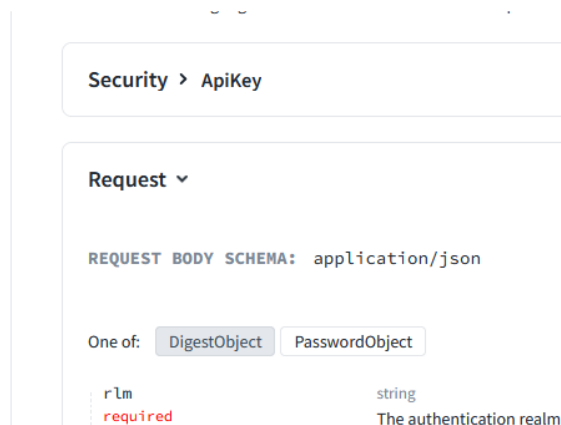 Security > ApiKey
Request
REQUEST BODY SCHEMA: application/json
One of: DigestObject PasswordObject
rlm string
required The authentication realm